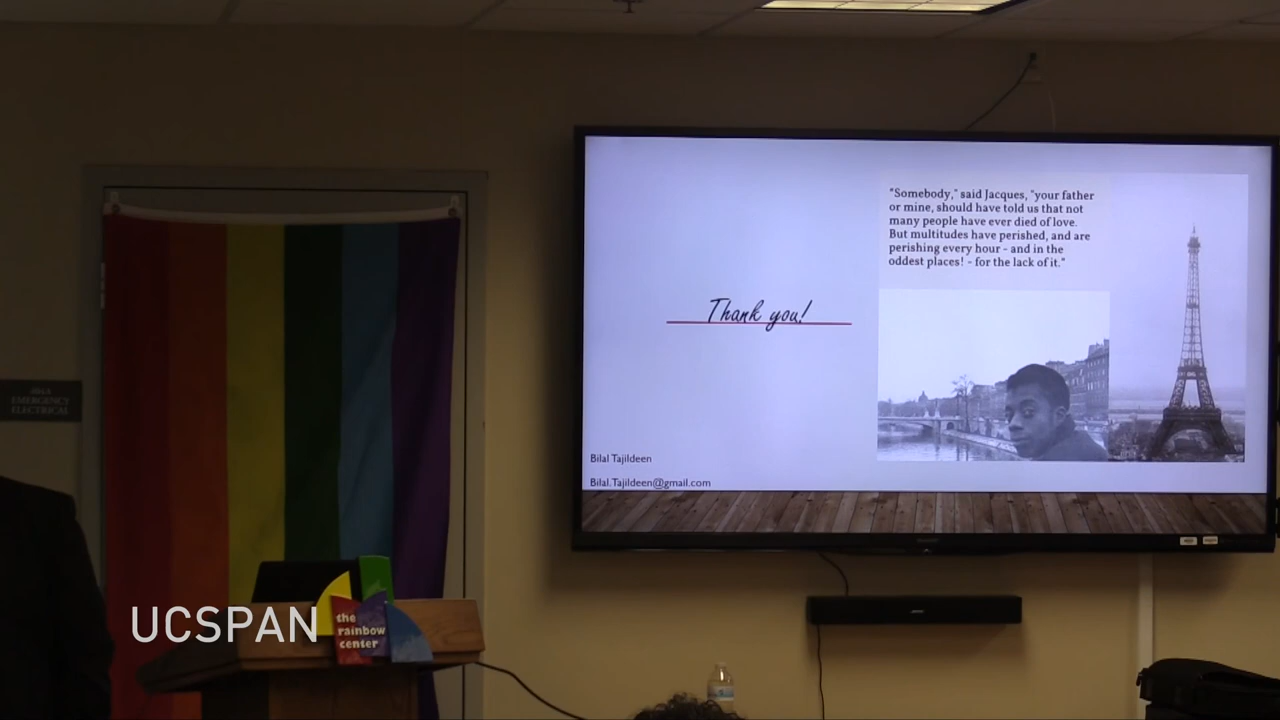 "Somebody," said Jacques, "your father
or mine, should have told us that not
many people have ever died of love.
But multitudes have perished, and are
perishing every hour - and in the
oddest places! - for the lack of it."
Thank you!
Bilal Tajildeen
Bilal.Tajildeen@gmail.com
EMERGENCY
ELECTRICAL
UCSPAN
the
rainbow
center